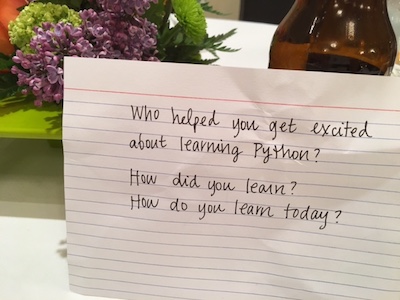 Who helped you get excited
about learning Python?
How did you learn?
How do you learn today?